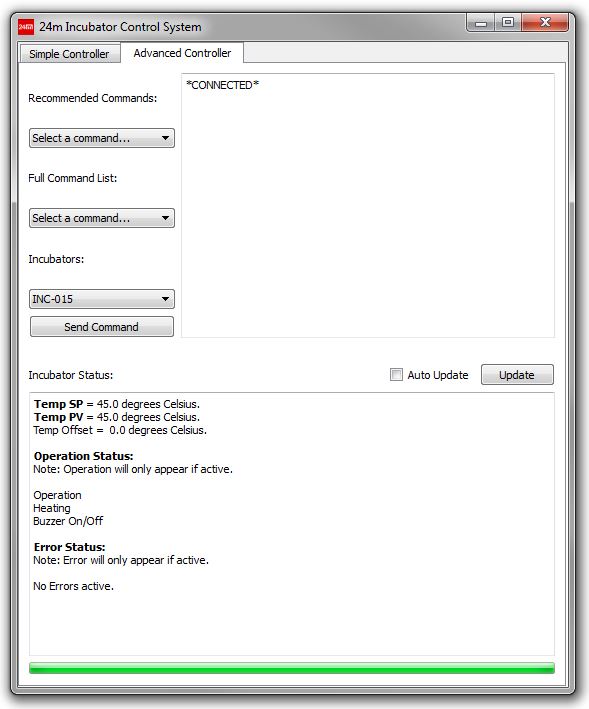 24m 24m Incubator Control System
Simple Controller Advanced Controller
Recommended Commands:
*CONNECTED*
Select a command...
Full Command List:
Select a command...
Incubators:
INC-015
Send Command
Incubator Status: Auto Update Update
Temp SP = 45.0 degrees Celsius.
Temp PV = 45.0 degrees Celsius.
Temp Offset = 0.0 degrees Celsius.
Operation Status:
Note: Operation will only appear if active.
Operation
Heating
Buzzer On/Off
Error Status:
Note: Error will only appear if active.
No Errors active.